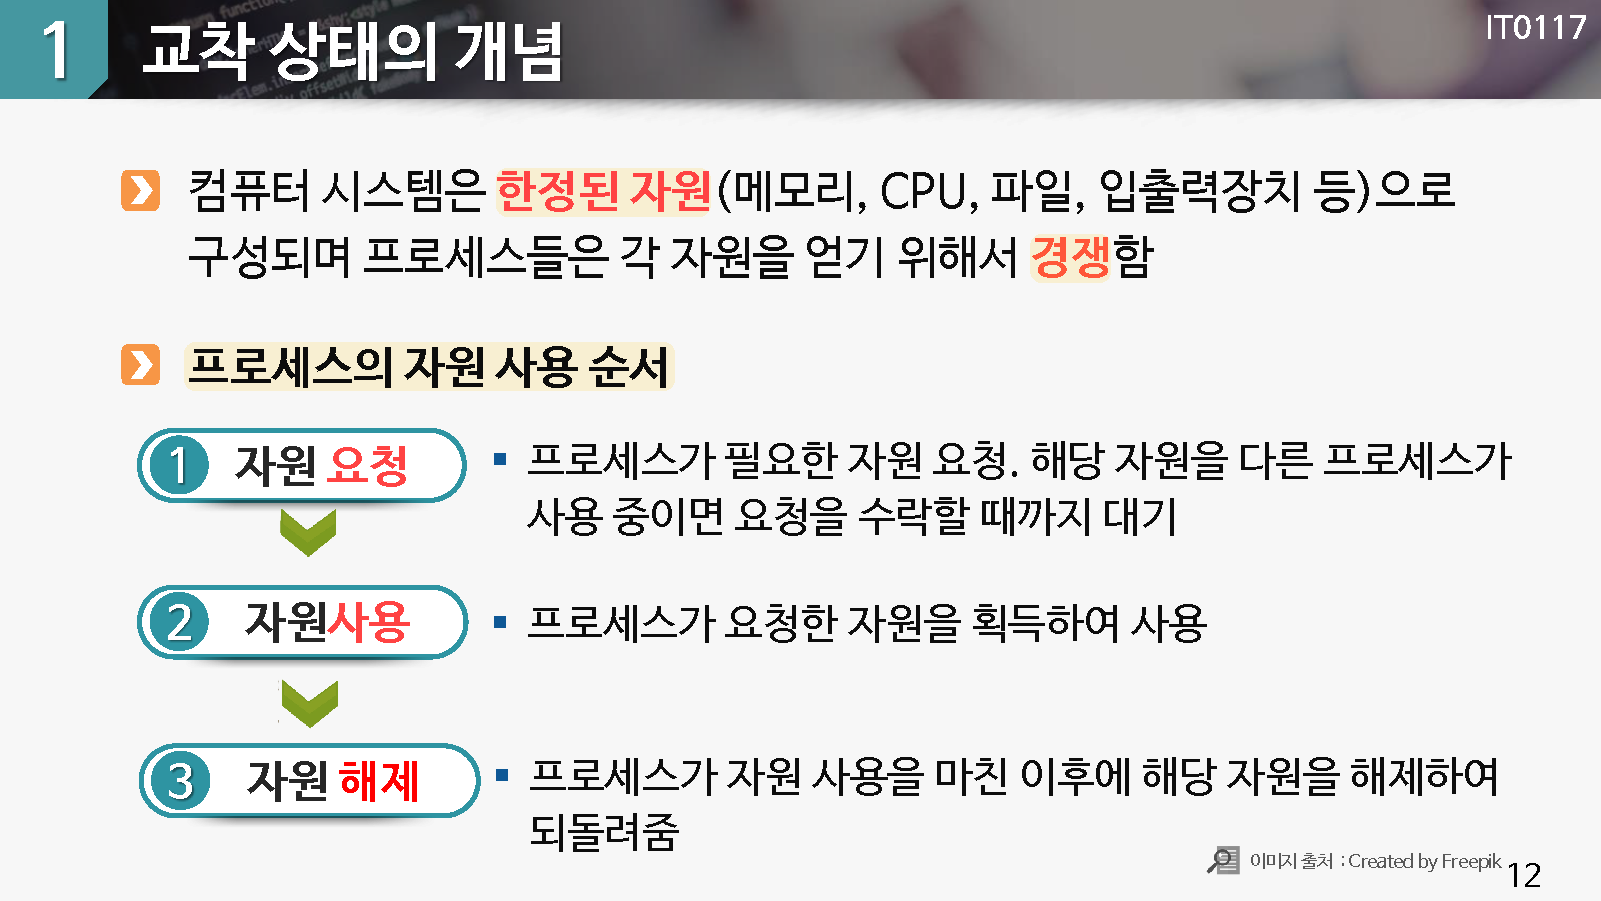 1 교착 상태의 개념
IT0117
컴퓨터 시스템은 한정된 자원(메모리, CPU, 파일, 입출력장치 등)으로
구성되며 프로세스들은 각 자원을 얻기 위해서 경쟁함
프로세스의 자원 사용 순서
1 자원 요청
▪ 프로세스가 필요한 자원 요청. 해당 자원을 다른 프로세스가
사용 중이면 요청을 수락할 때까지 대기
2 자원사용
▪ 프로세스가 요청한 자원을 획득하여 사용
3 자원 해제
▪ 프로세스가 자원 사용을 마친 이후에 해당 자원을 해제하여
되돌려줌
이미지 출처 : Created by Freepik
12